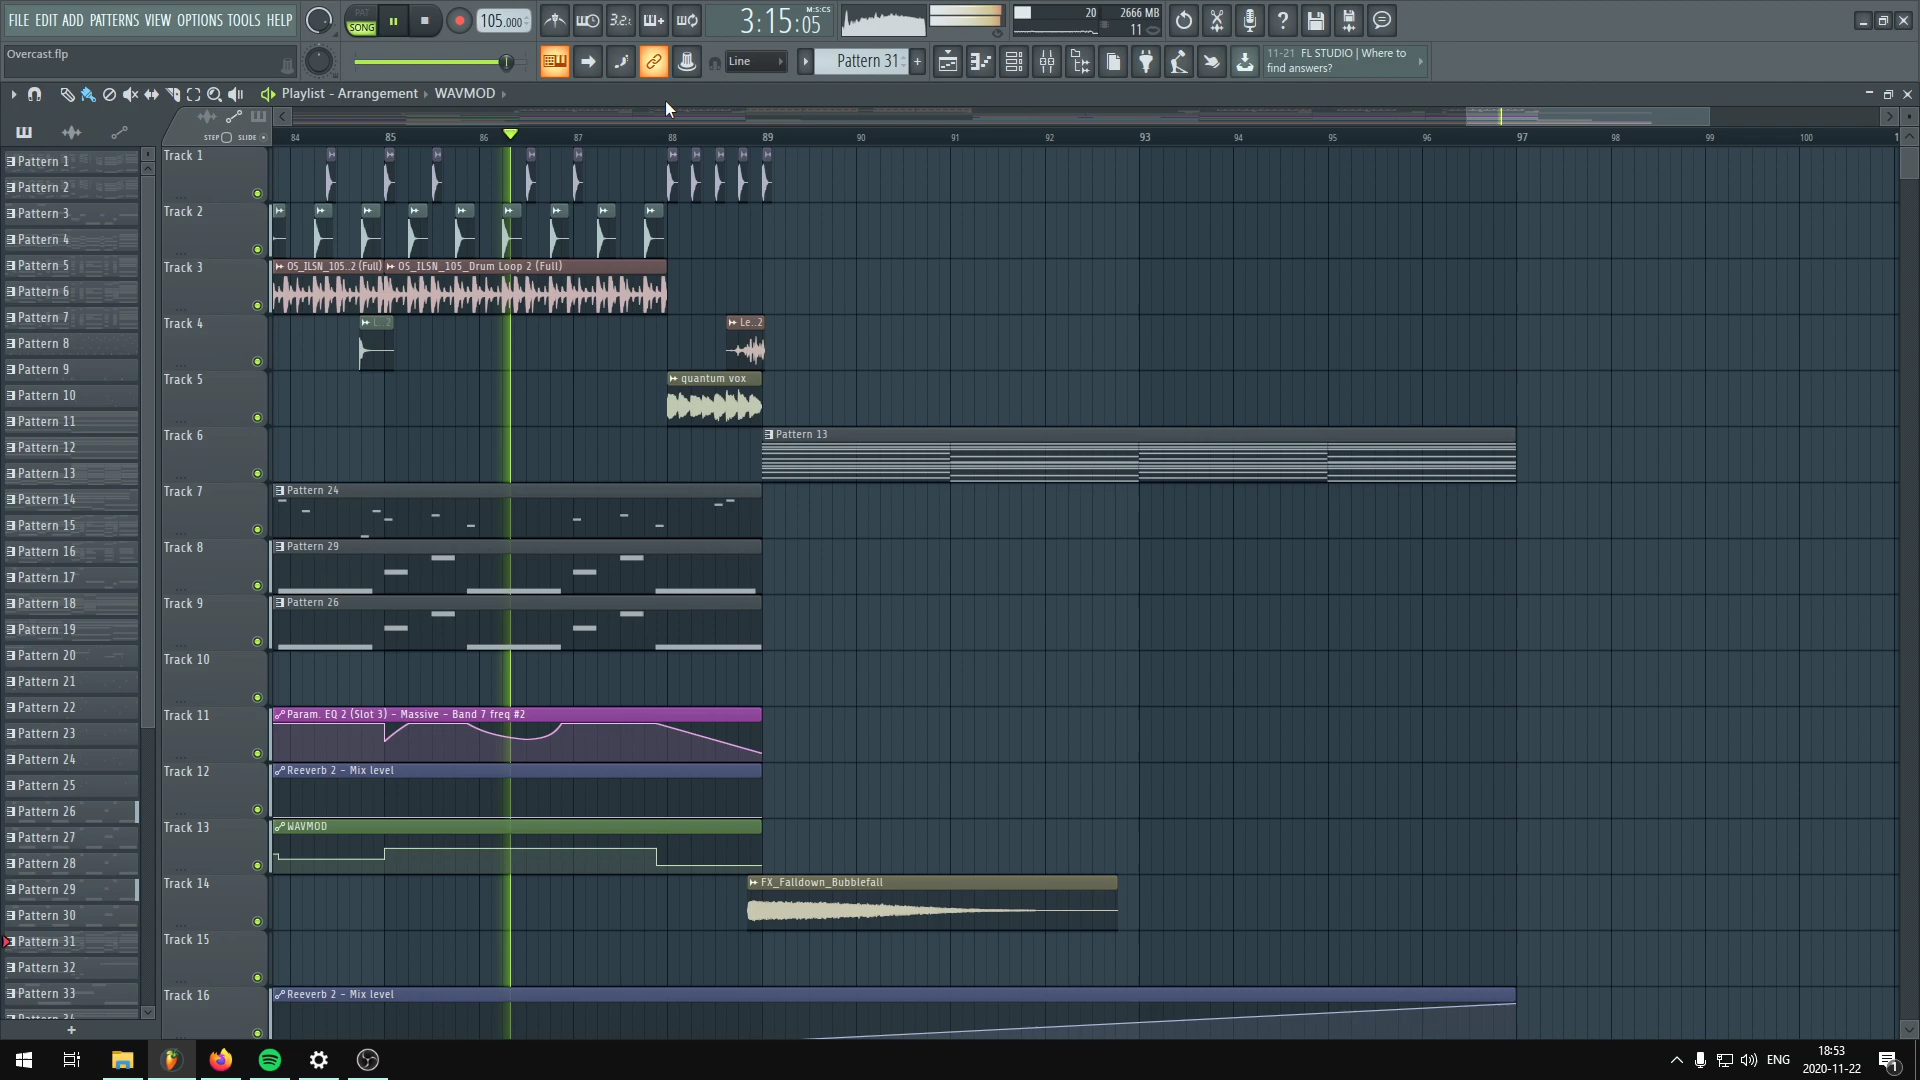 FILE EDIT ADD PATTERNS VIEW OPTIONS TOOLS HELP
PAT
SONG
105.000
3:15:05
M:S:CS
20
2666 MB
11
Overcast.flp
Line
Pattern 31
11-21 FL STUDIO | Where to
find answers?
Playlist - Arrangement
WAVMOD
STEP
SLIDE
84
85
86
87
88
89
90
91
92
93
94
95
96
97
98
99
100
Pattern 1
Pattern 2
Pattern 3
Pattern 4
Pattern 5
Pattern 6
Pattern 7
Pattern 8
Pattern 9
Pattern 10
Pattern 11
Pattern 12
Pattern 13
Pattern 14
Pattern 15
Pattern 16
Pattern 17
Pattern 18
Pattern 19
Pattern 20
Pattern 21
Pattern 22
Pattern 23
Pattern 24
Pattern 25
Pattern 26
Pattern 27
Pattern 28
Pattern 29
Pattern 30
Pattern 31
Pattern 32
Pattern 33
Track 1
Track 2
Track 3
OS_ILSN_105..2 (Full)
OS_ILSN_105_Drum Loop 2 (Full)
Track 4
L..2
Le..2
Track 5
quantum vox
Track 6
Pattern 13
Track 7
Pattern 24
Track 8
Pattern 29
Track 9
Pattern 26
Track 10
Track 11
Param. EQ 2 (Slot 3) - Massive - Band 7 freq #2
Track 12
Reeverb 2 - Mix level
Track 13
WAVMOD
Track 14
FX_Falldown_Bubblefall
Track 15
Track 16
Reeverb 2 - Mix level
ENG
18:53
2020-11-22
1